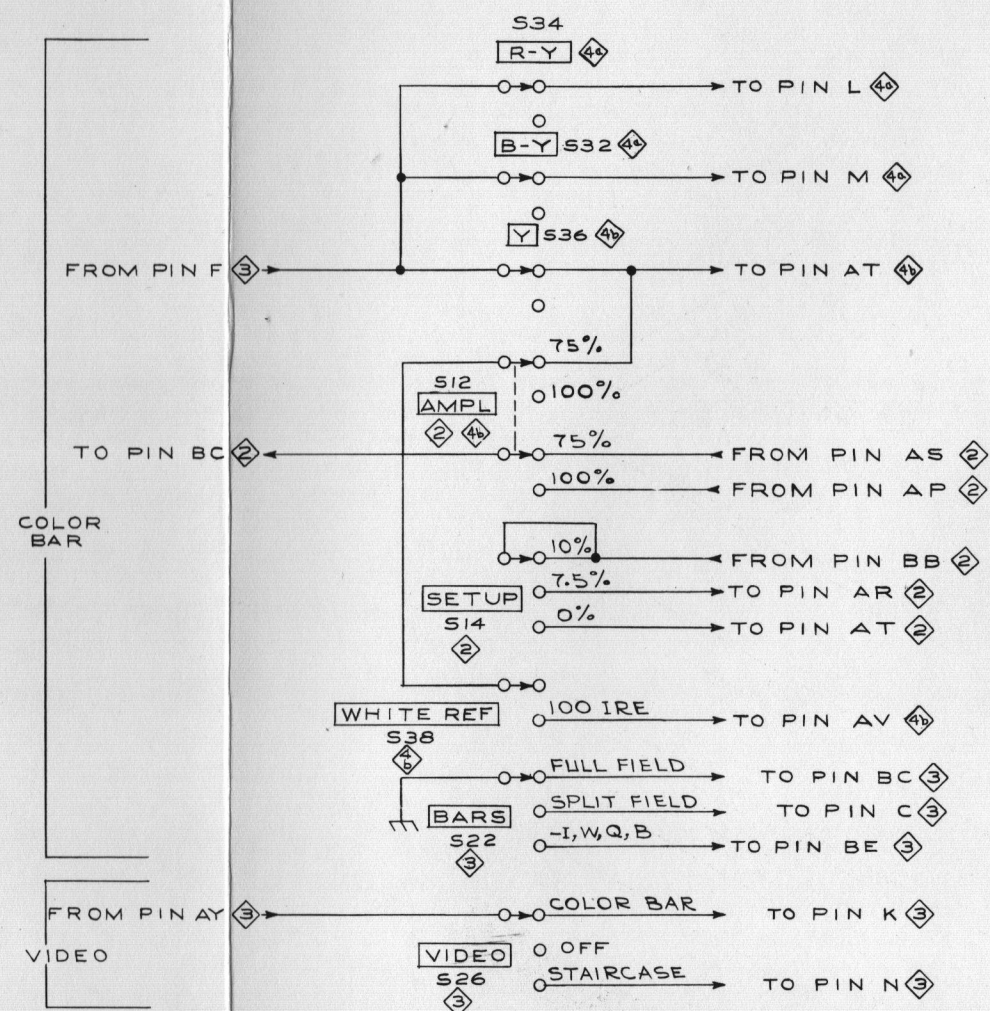 S34
R-Y 4a
TO PIN L 4a
B-Y S32 4a
TO PIN M 4a
Y S36 4b
FROM PIN F 3
TO PIN AT 4b
75%
S12
AMPL
2 4b
100%
TO PIN BC 2
75%
FROM PIN AS 2
100%
FROM PIN AP 2
COLOR
BAR
10%
FROM PIN BB 2
SETUP
S14
2
7.5%
TO PIN AR 2
0%
TO PIN AT 2
WHITE REF
S38
4b
100 IRE
TO PIN AV 4b
FULL FIELD
TO PIN BC 3
BARS
S22
3
SPLIT FIELD
TO PIN C 3
-I, W, Q, B
TO PIN BE 3
FROM PIN AY 3
COLOR BAR
TO PIN K 3
VIDEO
VIDEO
S26
3
OFF
STAIRCASE
TO PIN N 3